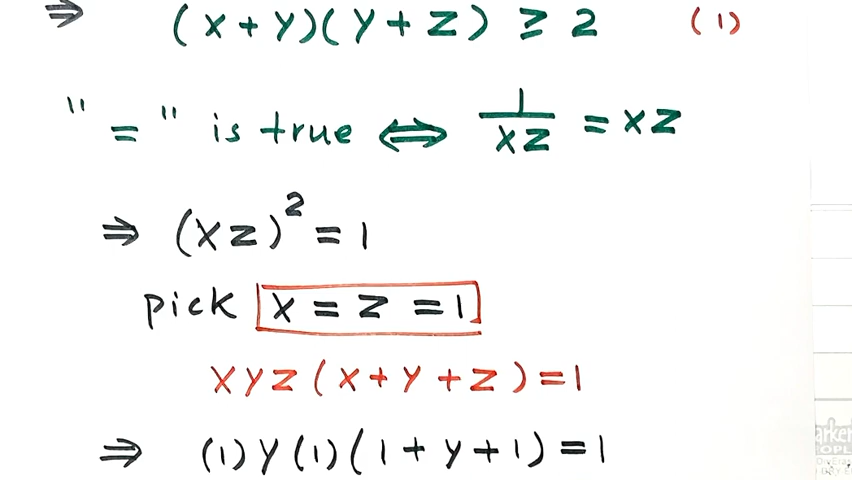 ⇒ (x+y)(y+z) ≥ 2 (1)
"=" is true ⇔ 1/xz = xz
⇒ (xz)² = 1
pick x = z = 1
xyz(x+y+z)=1
⇒ (1)y(1)(1+y+1)=1